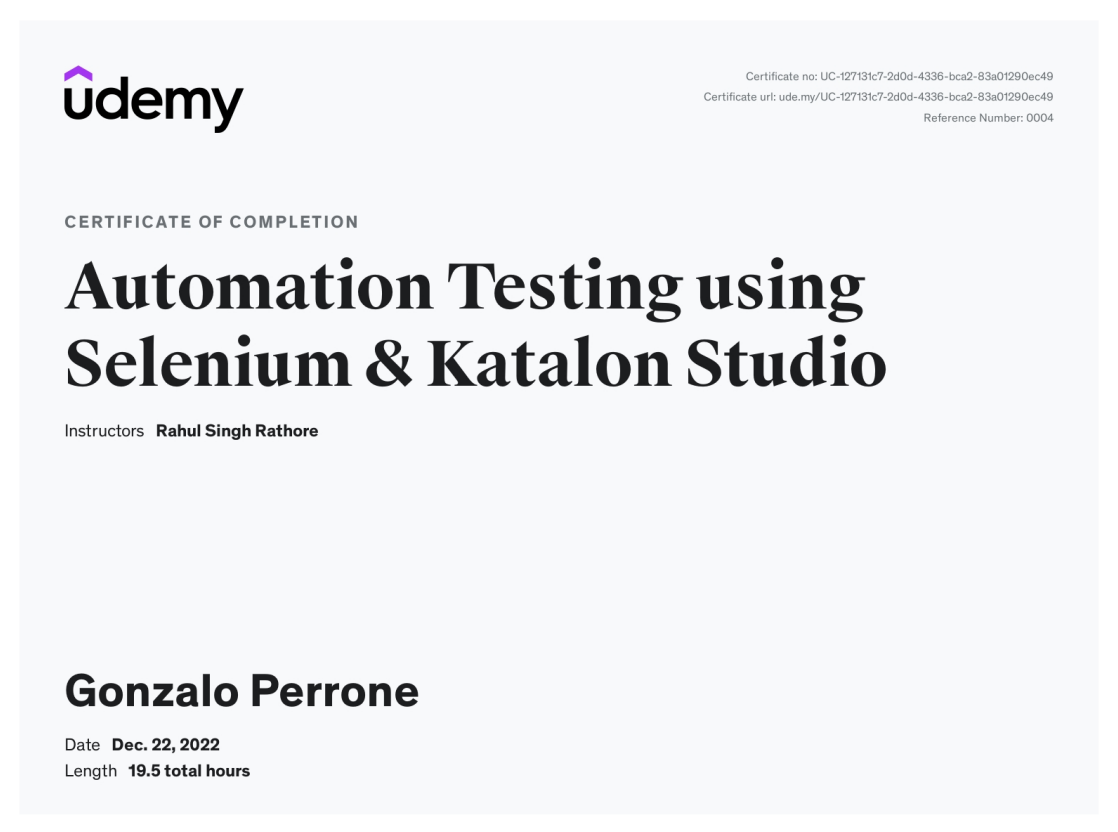 udemy
Certificate no: UC-127131c7-2d0d-4336-bca2-83a01290ec49
Certificate url: ude.my/UC-127131c7-2d0d-4336-bca2-83a01290ec49
Reference Number: 0004
CERTIFICATE OF COMPLETION
Automation Testing using
Selenium & Katalon Studio
Instructors Rahul Singh Rathore
Gonzalo Perrone
Date Dec. 22, 2022
Length 19.5 total hours